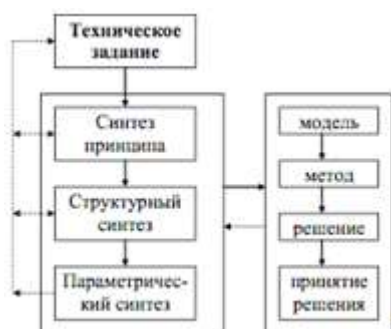 Техническое
задание
Синтез
принципа
Структурный
синтез
Параметричес-
кий синтез
модель
метод
решение
принятие
решения